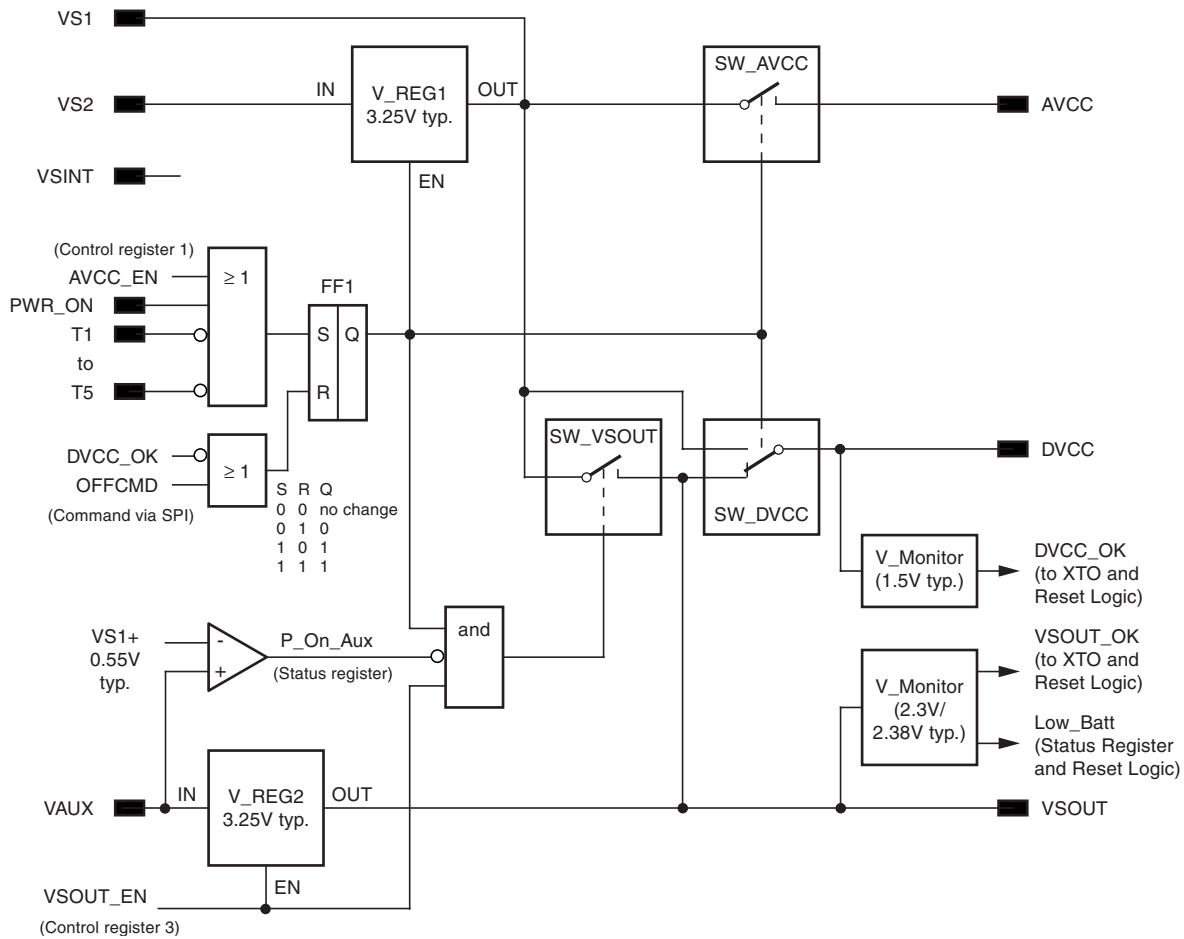 VS1
SW_AVCC
IN
V_REG1
3.25V typ.
OUT
VS2
AVCC
VSINT
EN
(Control register 1)
AVCC_EN
≥ 1
PWR_ON
FF1
T1
S
Q
to
T5
R
SW_VSOUT
DVCC_OK
≥ 1
OFFCMD
(Command via SPI)
DVCC
SW_DVCC
S R Q
0 0 no change
0 1 0
1 0 1
1 1 1
V_Monitor
(1.5V typ.)
DVCC_OK
(to XTO and
Reset Logic)
and
VS1+
0.55V
typ.
-
+
P_On_Aux
(Status register)
VSOUT_OK
(to XTO and
Reset Logic)
V_Monitor
(2.3V/
2.38V typ.)
Low_Batt
(Status Register
and Reset Logic)
VAUX
IN
V_REG2
3.25V typ.
OUT
VSOUT
EN
VSOUT_EN
(Control register 3)